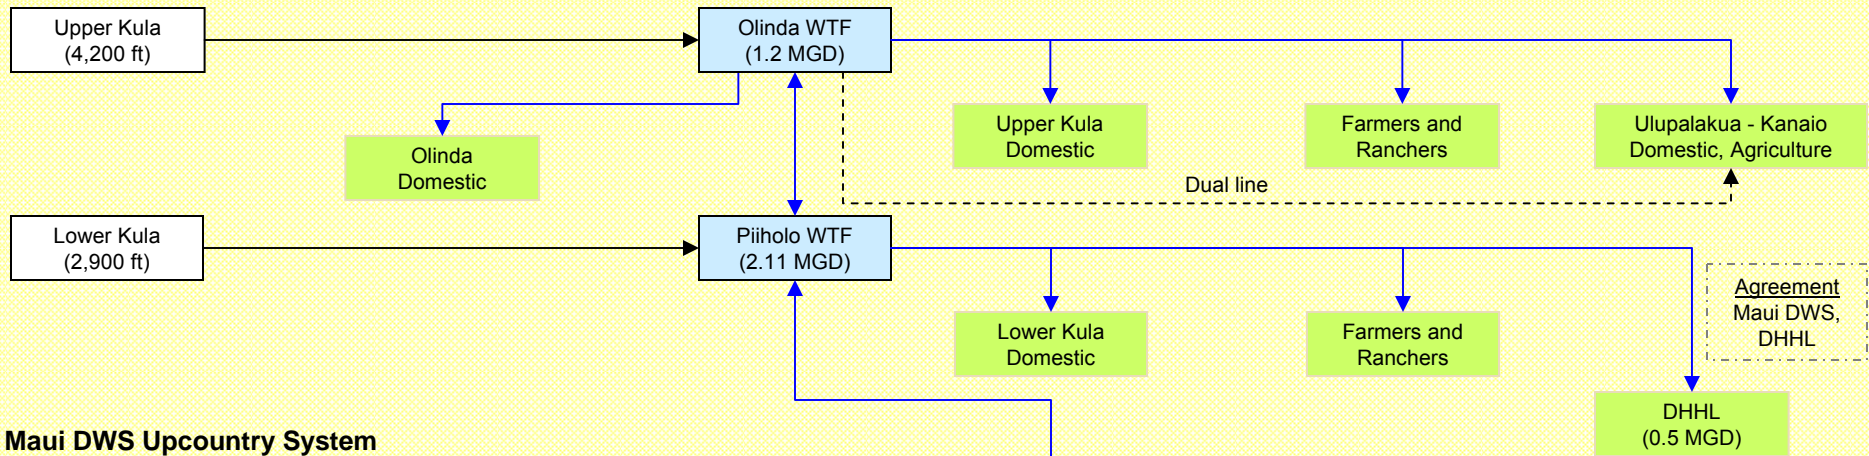 Upper Kula
(4,200 ft)
Olinda WTF
(1.2 MGD)
Olinda
Domestic
Upper Kula
Domestic
Farmers and
Ranchers
Ulupalakua - Kanaio
Domestic, Agriculture
Dual line
Lower Kula
(2,900 ft)
Piiholo WTF
(2.11 MGD)
Lower Kula
Domestic
Farmers and
Ranchers
Agreement
Maui DWS,
DHHL
DHHL
(0.5 MGD)
Maui DWS Upcountry System